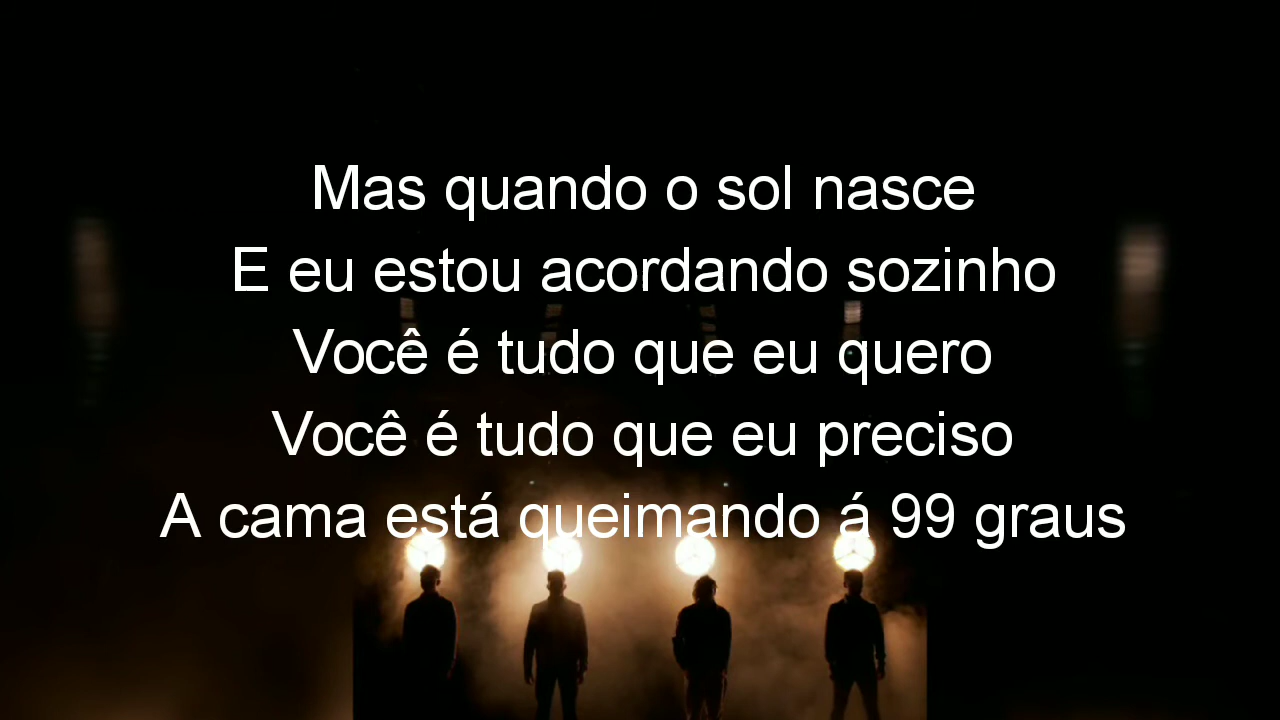 Mas quando o sol nasce
E eu estou acordando sozinho
Você é tudo que eu quero
Você é tudo que eu preciso
A cama está queimando á 99 graus